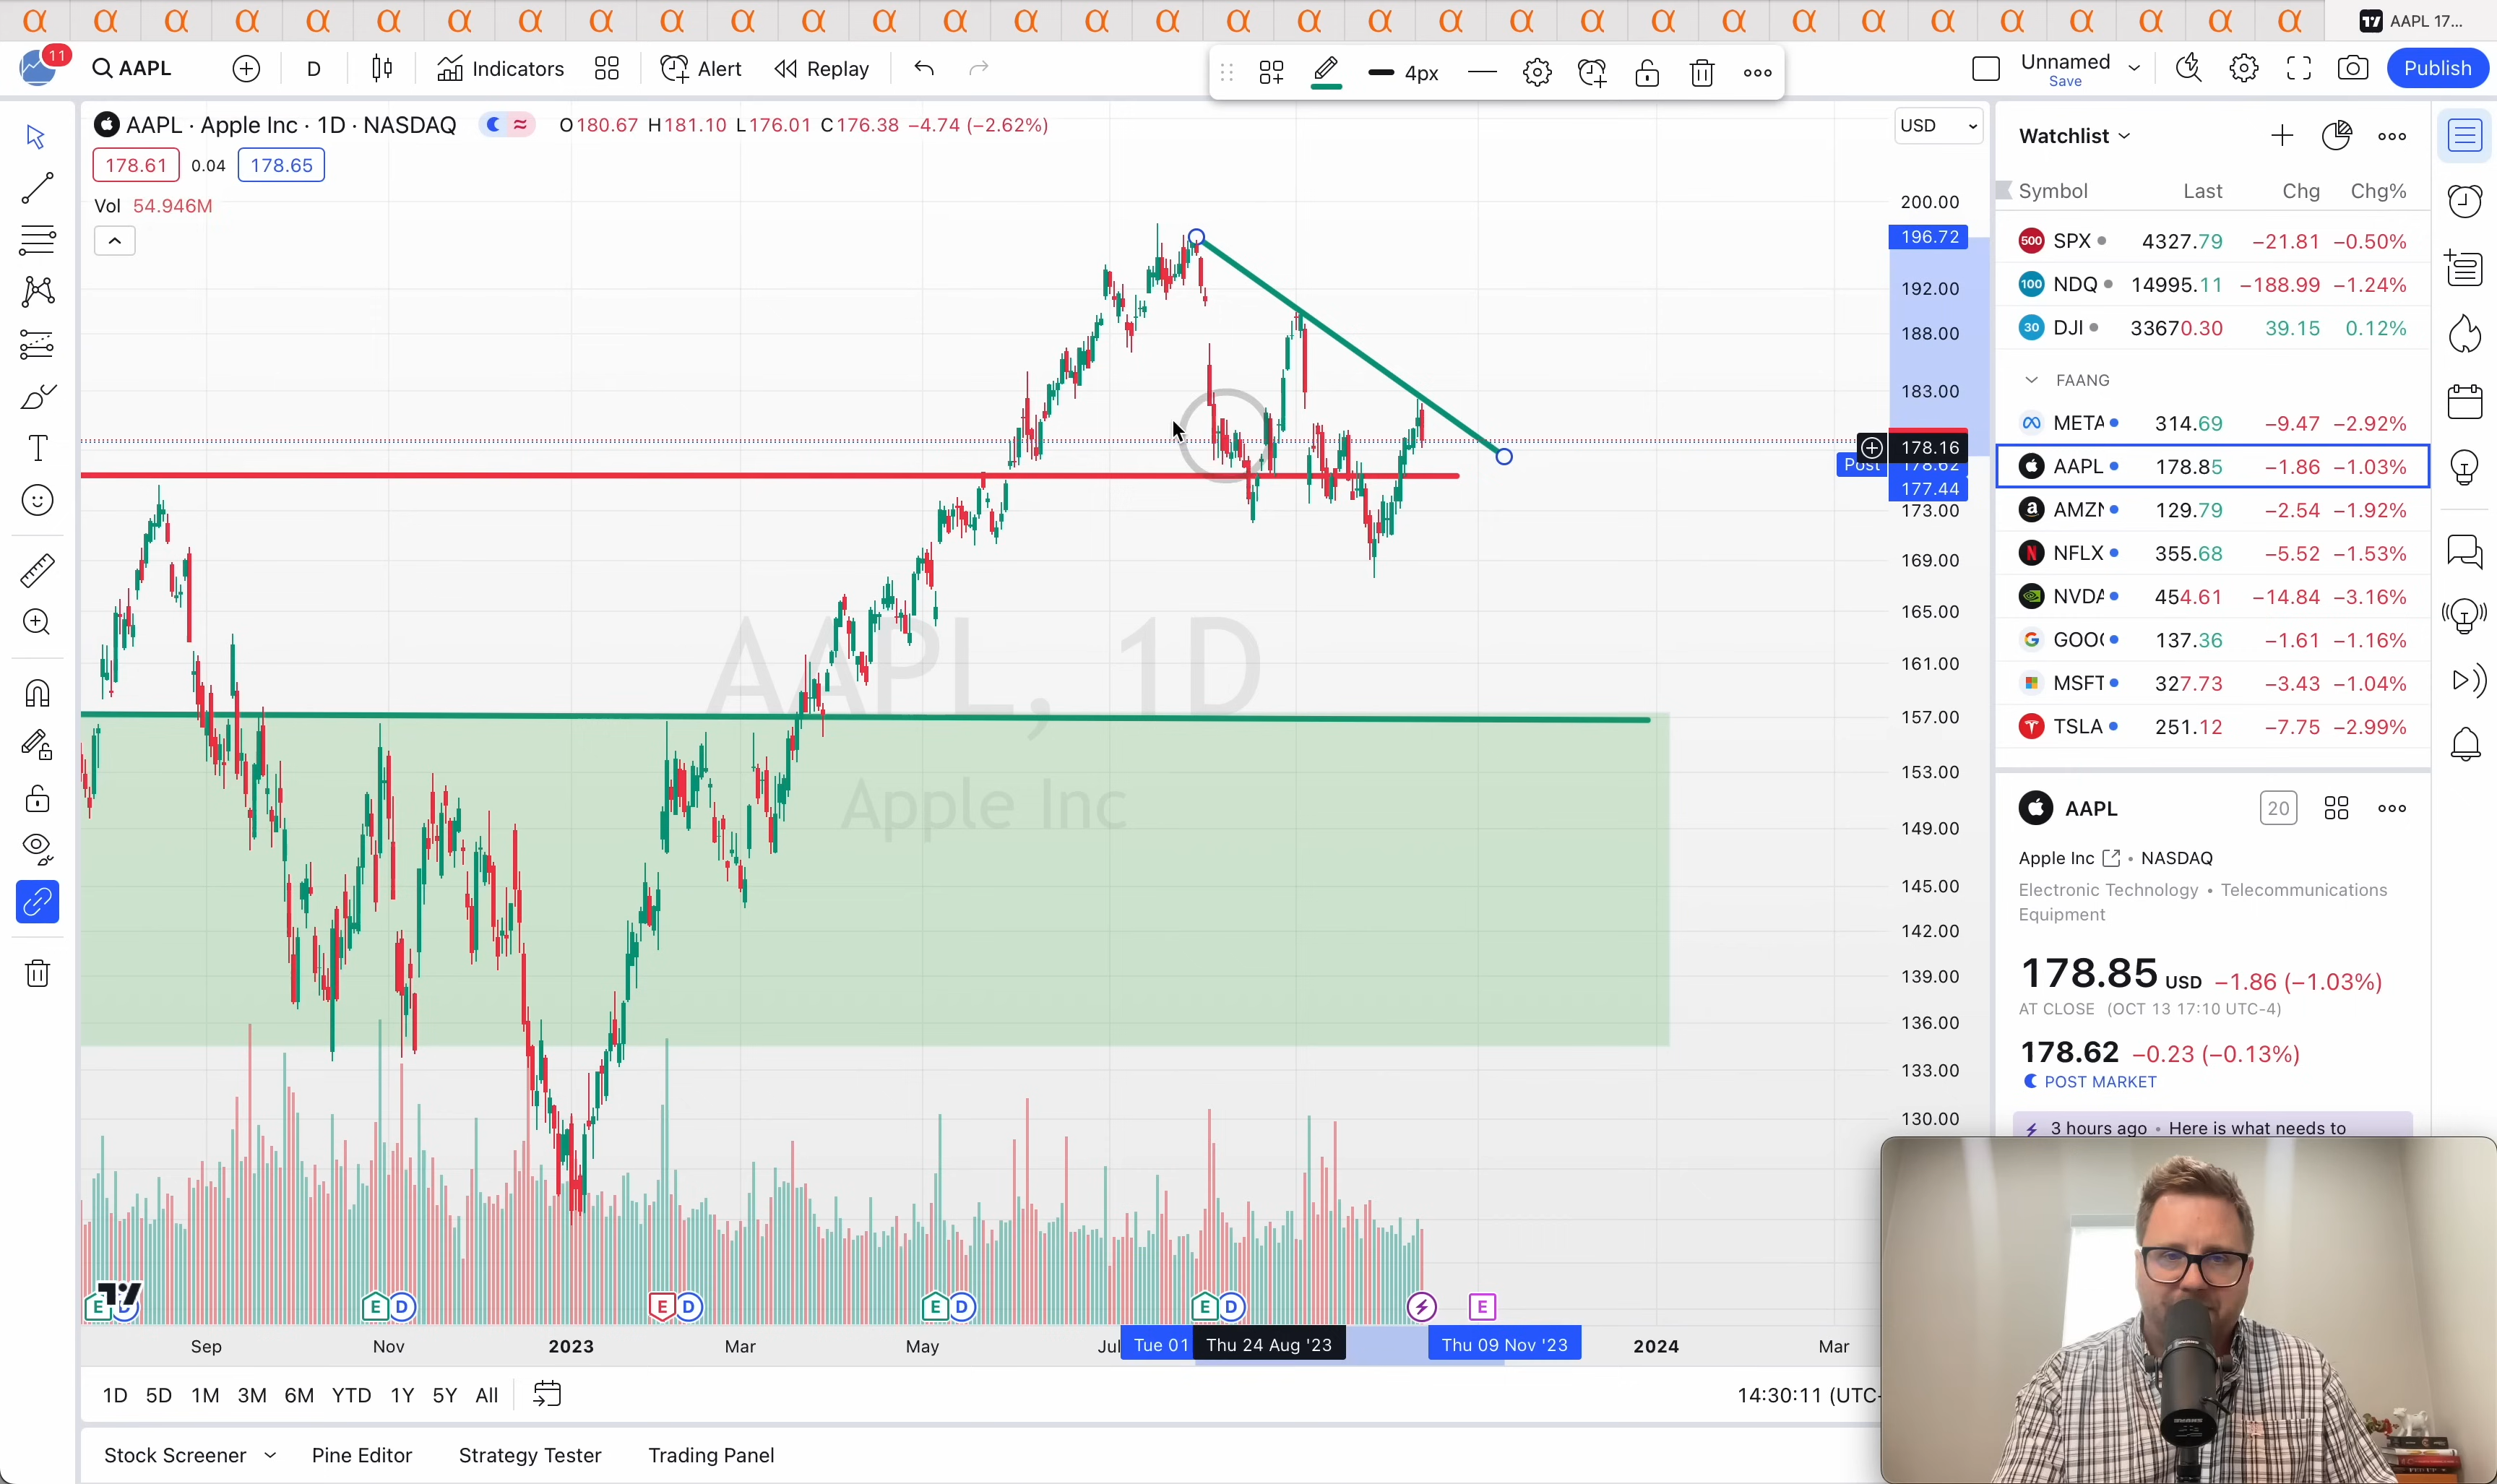 AAPL 17...
11
AAPL
D
Indicators
Alert
Replay
4px
Unnamed
Save
Publish
AAPL · Apple Inc · 1D · NASDAQ
O180.67 H181.10 L176.01 C176.38 −4.74 (−2.62%)
USD
178.61 0.04 178.65
Vol 54.946M
AAPL, 1D
Apple Inc
200.00
196.72
192.00
188.00
183.00
178.16
Post 178.62
177.44
173.00
169.00
165.00
161.00
157.00
153.00
149.00
145.00
142.00
139.00
136.00
133.00
130.00
E D E D E D E D E D E
Sep Nov 2023 Mar May Jul Tue 01 Thu 24 Aug '23 Thu 09 Nov '23 2024 Mar
1D 5D 1M 3M 6M YTD 1Y 5Y All
14:30:11 (UTC-
Stock Screener Pine Editor Strategy Tester Trading Panel
Watchlist
Symbol Last Chg Chg%
500 SPX 4327.79 −21.81 −0.50%
100 NDQ 14995.11 −188.99 −1.24%
30 DJI 33670.30 39.15 0.12%
FAANG
META 314.69 −9.47 −2.92%
AAPL 178.85 −1.86 −1.03%
AMZN 129.79 −2.54 −1.92%
NFLX 355.68 −5.52 −1.53%
NVDA 454.61 −14.84 −3.16%
GOO 137.36 −1.61 −1.16%
MSFT 327.73 −3.43 −1.04%
TSLA 251.12 −7.75 −2.99%
AAPL
20
Apple Inc • NASDAQ
Electronic Technology • Telecommunications
Equipment
178.85 USD −1.86 (−1.03%)
AT CLOSE (OCT 13 17:10 UTC-4)
178.62 −0.23 (−0.13%)
POST MARKET
3 hours ago • Here is what needs to